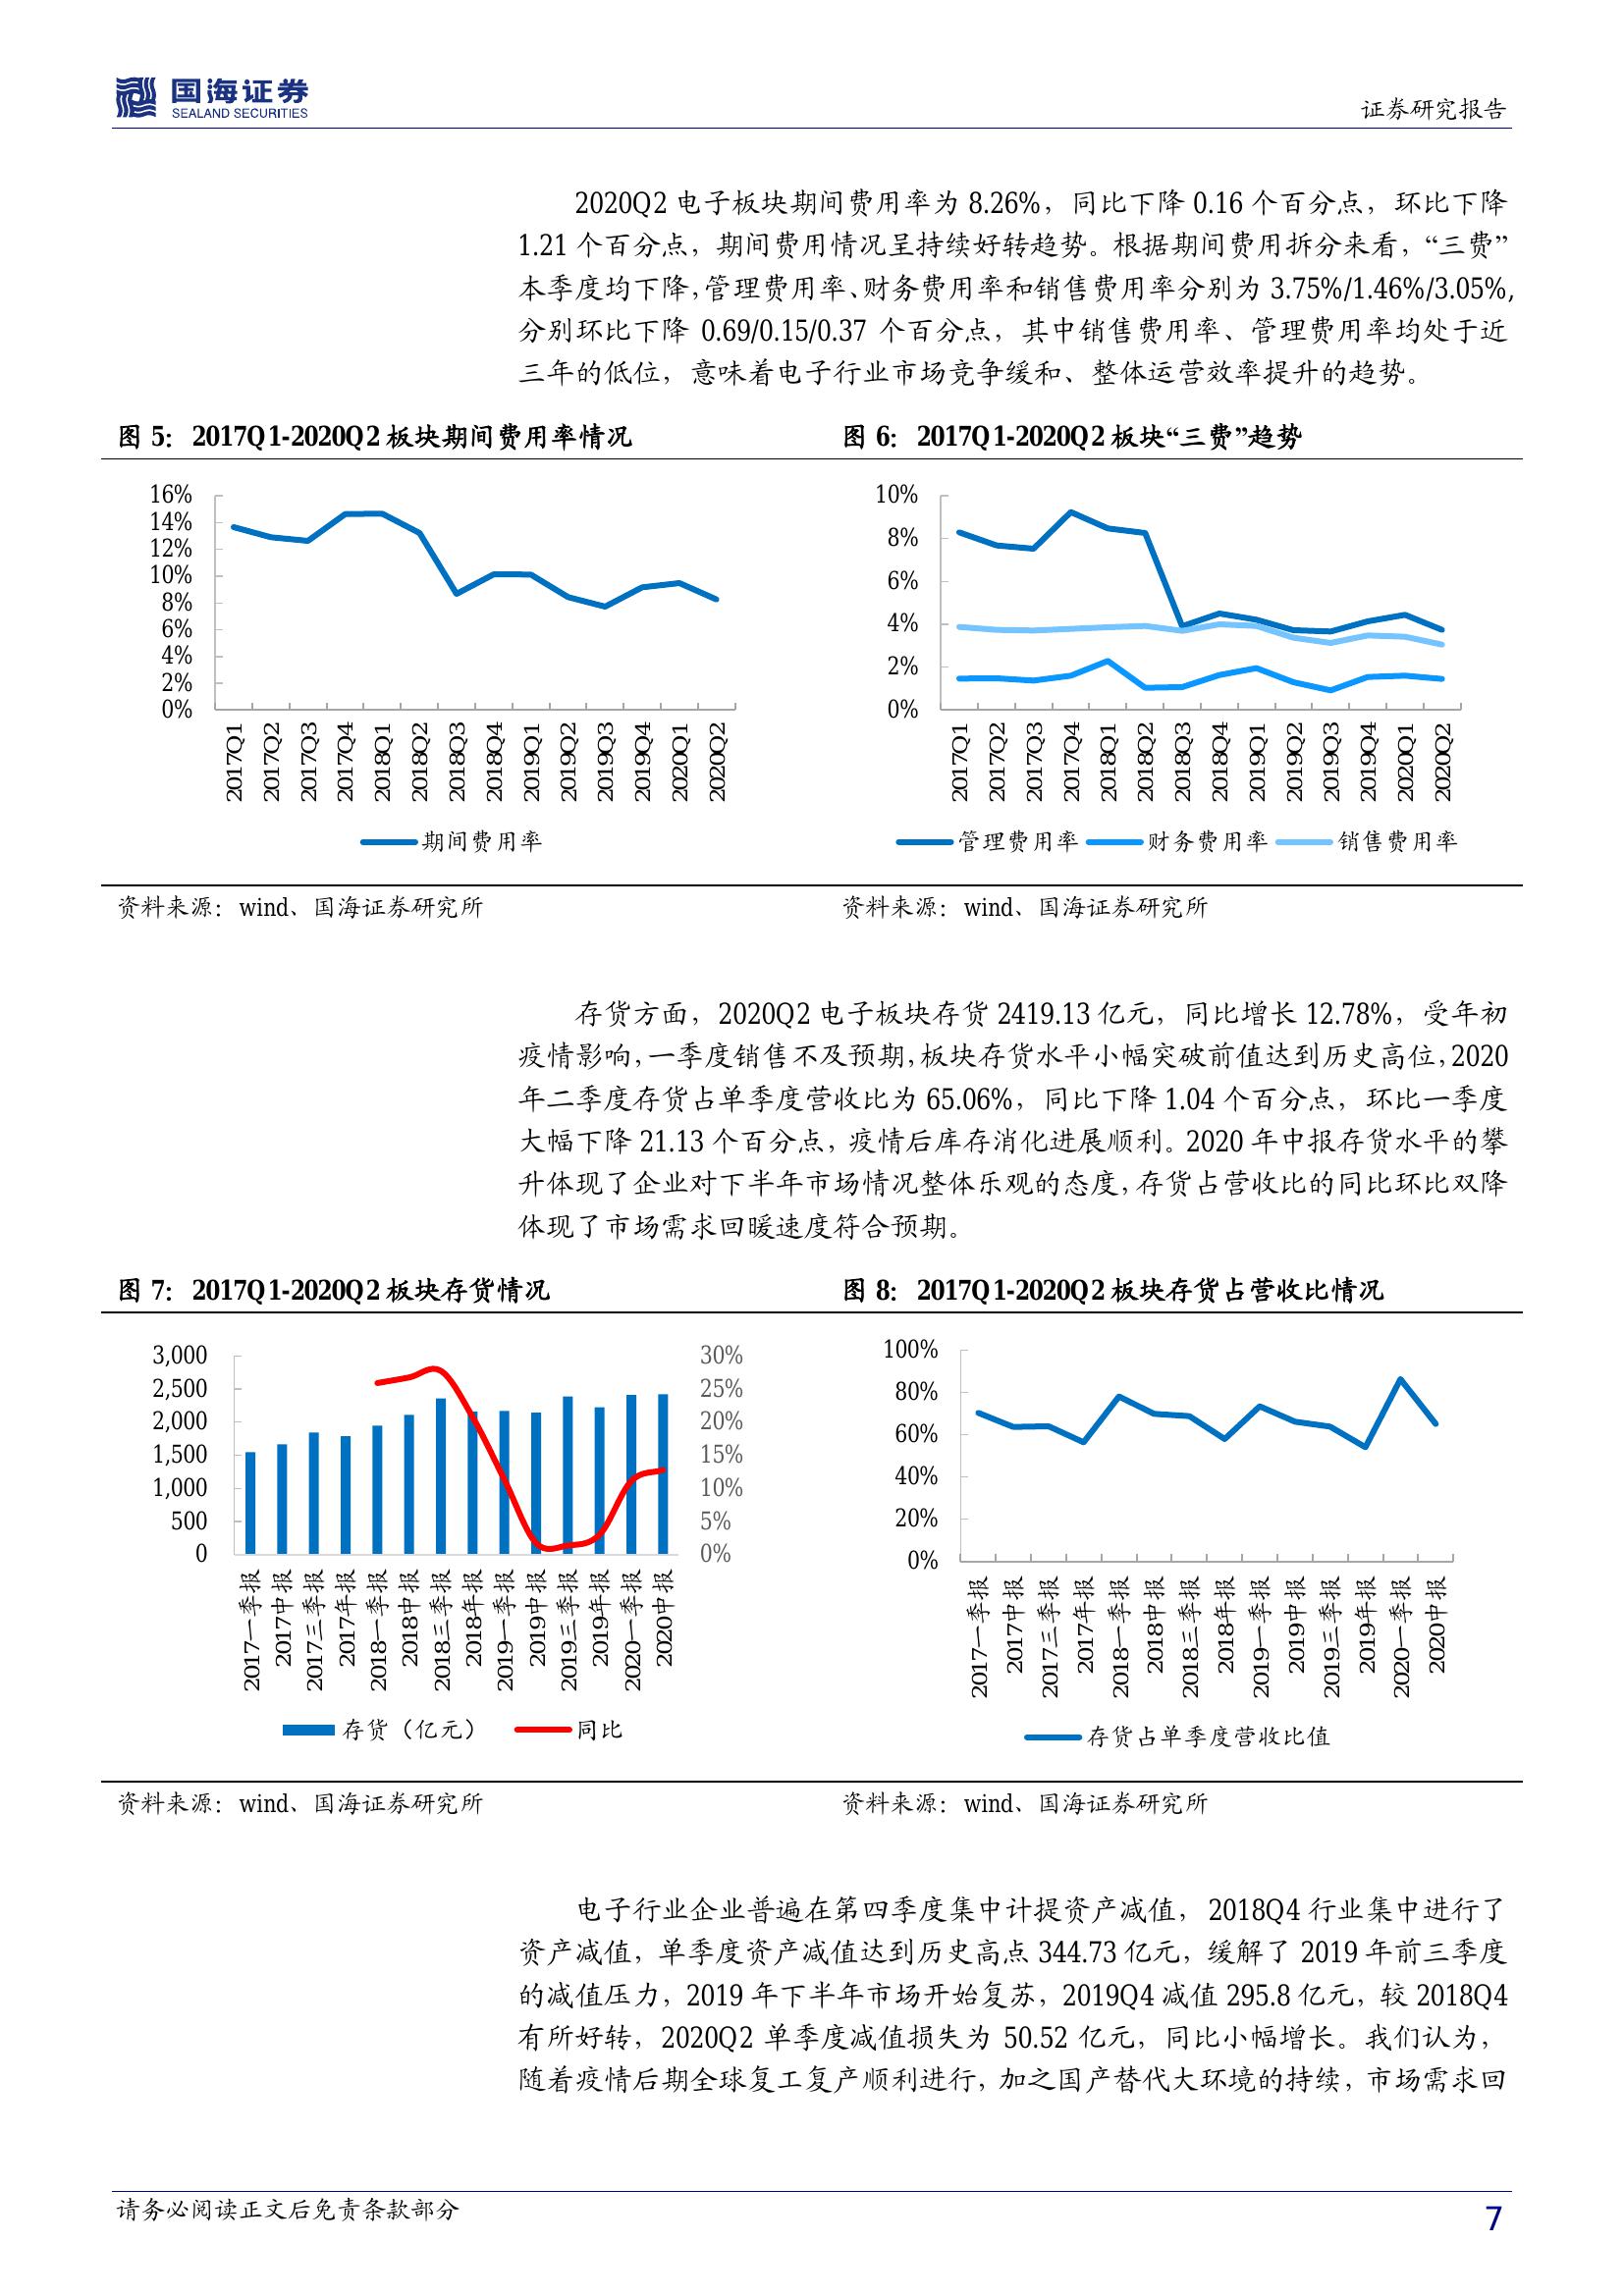 国海证券
SEALAND SECURITIES
证券研究报告
2020Q2 电子板块期间费用率为 8.26%，同比下降 0.16 个百分点，环比下降
1.21 个百分点，期间费用情况呈持续好转趋势。根据期间费用拆分来看，“三费”
本季度均下降，管理费用率、财务费用率和销售费用率分别为 3.75%/1.46%/3.05%,
分别环比下降 0.69/0.15/0.37 个百分点，其中销售费用率、管理费用率均处于近
三年的低位，意味着电子行业市场竞争缓和、整体运营效率提升的趋势。
图 5：2017Q1-2020Q2 板块期间费用率情况
16%
14%
12%
10%
8%
6%
4%
2%
0%
2017Q1
2017Q2
2017Q3
2017Q4
2018Q1
2018Q2
2018Q3
2018Q4
2019Q1
2019Q2
2019Q3
2019Q4
2020Q1
2020Q2
期间费用率
资料来源：wind、国海证券研究所
图 6：2017Q1-2020Q2 板块“三费”趋势
10%
8%
6%
4%
2%
0%
2017Q1
2017Q2
2017Q3
2017Q4
2018Q1
2018Q2
2018Q3
2018Q4
2019Q1
2019Q2
2019Q3
2019Q4
2020Q1
2020Q2
管理费用率 财务费用率 销售费用率
资料来源：wind、国海证券研究所
存货方面，2020Q2 电子板块存货 2419.13 亿元，同比增长 12.78%，受年初
疫情影响，一季度销售不及预期，板块存货水平小幅突破前值达到历史高位，2020
年二季度存货占单季度营收比为 65.06%，同比下降 1.04 个百分点，环比一季度
大幅下降 21.13 个百分点，疫情后库存消化进展顺利。2020 年中报存货水平的攀
升体现了企业对下半年市场情况整体乐观的态度，存货占营收比的同比环比双降
体现了市场需求回暖速度符合预期。
图 7：2017Q1-2020Q2 板块存货情况
3,000
2,500
2,000
1,500
1,000
500
0
30%
25%
20%
15%
10%
5%
0%
2017一季报
2017中报
2017三季报
2017年报
2018一季报
2018中报
2018三季报
2018年报
2019一季报
2019中报
2019三季报
2019年报
2020一季报
2020中报
存货（亿元） 同比
资料来源：wind、国海证券研究所
图 8：2017Q1-2020Q2 板块存货占营收比情况
100%
80%
60%
40%
20%
0%
2017一季报
2017中报
2017三季报
2017年报
2018一季报
2018中报
2018三季报
2018年报
2019一季报
2019中报
2019三季报
2019年报
2020一季报
2020中报
存货占单季度营收比值
资料来源：wind、国海证券研究所
电子行业企业普遍在第四季度集中计提资产减值，2018Q4 行业集中进行了
资产减值，单季度资产减值达到历史高点 344.73 亿元，缓解了 2019 年前三季度
的减值压力，2019 年下半年市场开始复苏，2019Q4 减值 295.8 亿元，较 2018Q4
有所好转，2020Q2 单季度减值损失为 50.52 亿元，同比小幅增长。我们认为，
随着疫情后期全球复工复产顺利进行，加之国产替代大环境的持续，市场需求回
请务必阅读正文后免责条款部分
7